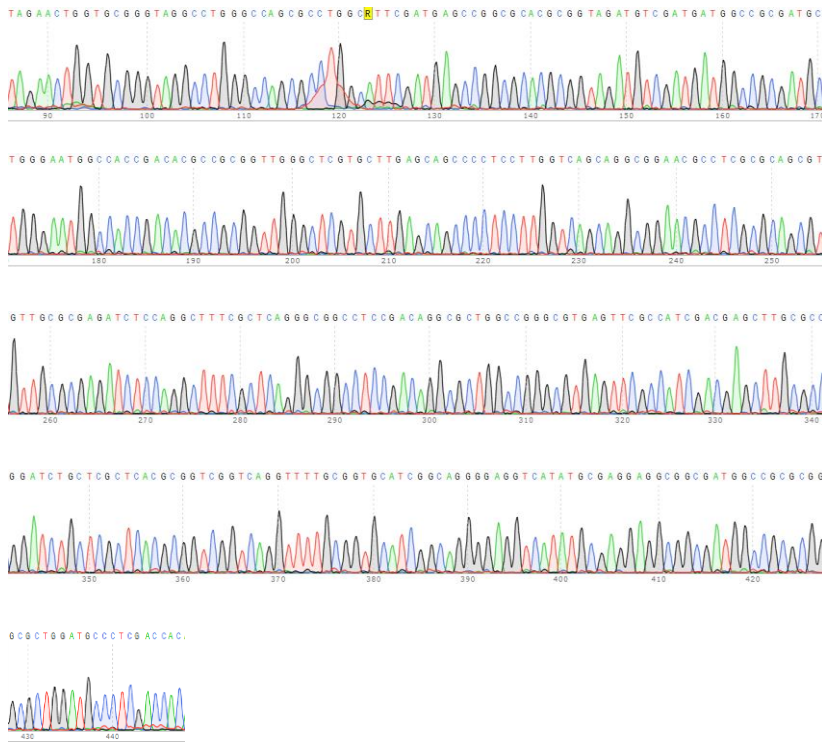 TAGAACTGGTGCGGGTAGGCCTGGGCCAGCGCCTGGCRTTCGATGAGCCGGCGCACGCGGTAGATGTCGATGATGGCCGCGATGC
90 100 110 120 130 140 150 160 170
TGGGAATGGCCACCGACACGCCGCGGTTGGGCTCGTGCTTGAGCAGCCCCTCCTTGGTCAGCAGGCGGAACGCCTCGCGCAGCGT
180 190 200 210 220 230 240 250
GTTGCGCGAGATCTCCAGGCTTTCGCTCAGGGCGGCCTCCGACAGGCGCTGGCCGGGCGTGAGTTCGCCATCGACGAGCTTGCGCC
260 270 280 290 300 310 320 330 340
GGATCTGCTCGCTCACGCGGTCGGTCAGGTTTTGCGGTGCATCGGCAGGGGAGGTCATATGCGAGGAGGCGGCGATGGCCGCGCGG
350 360 370 380 390 400 410 420
GCGCTGGATGCCCTCGACCAC
430 440